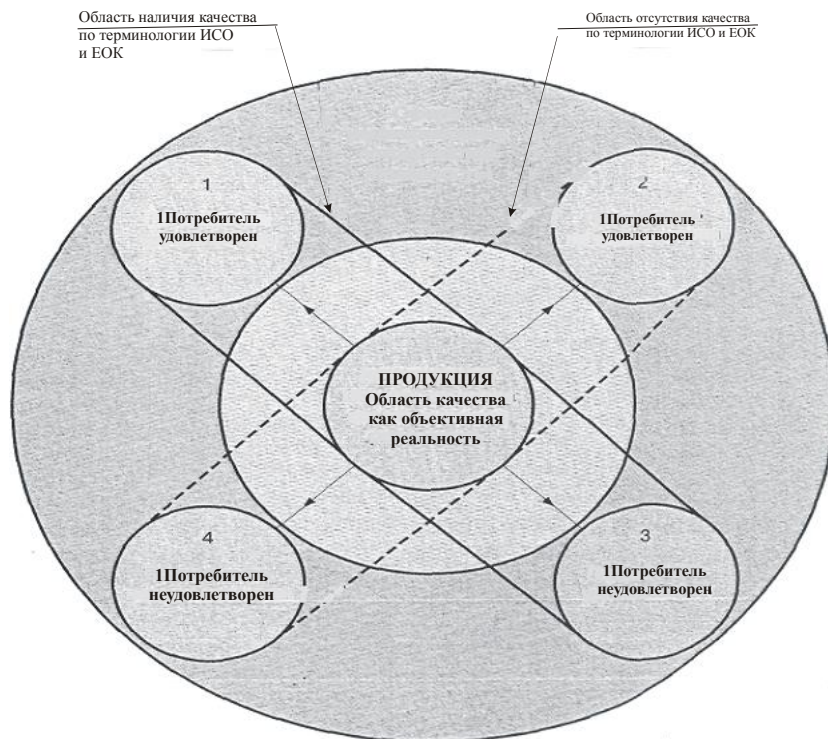 Область наличия качества
по терминологии ИСО
и ЕОК
Область отсутствия качества
по терминологии ИСО и ЕОК
1
1Потребитель
удовлетворен
2
1Потребитель
удовлетворен
ПРОДУКЦИЯ
Область качества
как объективная
реальность
4
1Потребитель
неудовлетворен
3
1Потребитель
неудовлетворен